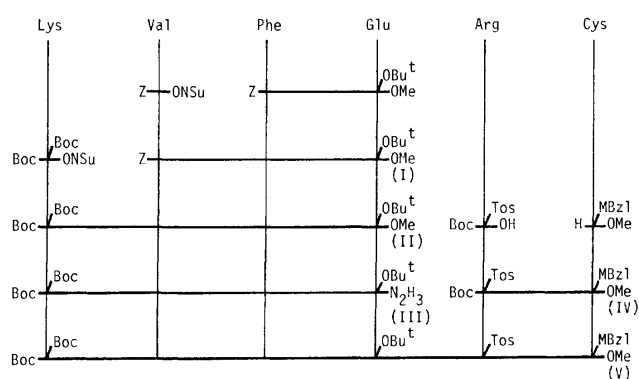 Lys Val Phe Glu Arg Cys
OBuᵗ
Z ONSu Z OMe
Boc OBuᵗ
Boc ONSu Z OMe
(I)
Boc OBuᵗ Tos MBzl
Boc OMe Boc OH H OMe
(II)
Boc OBuᵗ Tos MBzl
Boc N₂H₃ Boc OMe
(III) (IV)
Boc OBuᵗ Tos MBzl
Boc OMe
(V)